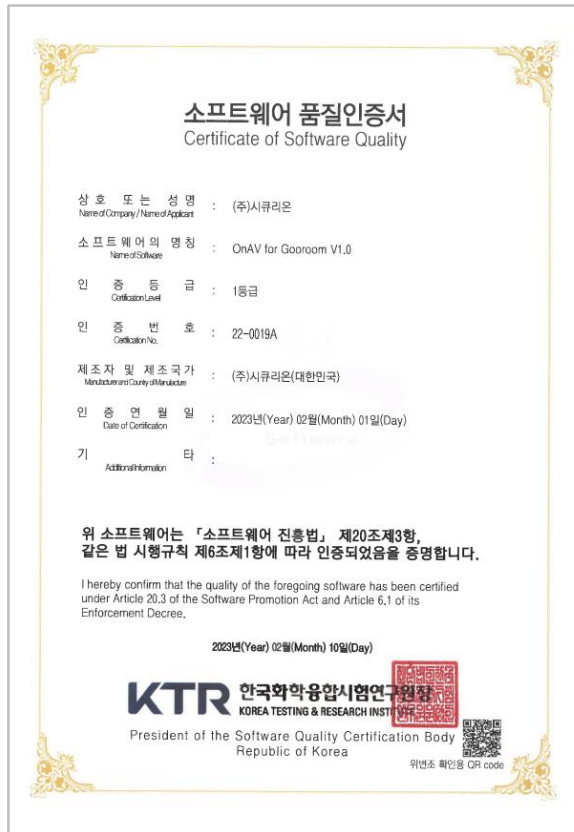 소프트웨어 품질인증서
Certificate of Software Quality
상 호 또 는 성 명 : (주)시큐리온
Name of Company / Name of Applicant
소 프 트 웨 어 의 명 칭 : OnAV for Gooroom V1.0
Name of Software
인 증 등 급 : 1등급
Certification Level
인 증 번 호 : 22-0019A
Certification No.
제 조 자 및 제 조 국 가 : (주)시큐리온(대한민국)
Manufacturer and Country of Manufacture
인 증 연 월 일 : 2023년(Year) 02월(Month) 01일(Day)
Date of Certification
Software
기 타 :
Additional Information
위 소프트웨어는 「소프트웨어 진흥법」 제20조제3항,
같은 법 시행규칙 제6조제1항에 따라 인증되었음을 증명합니다.
I hereby confirm that the quality of the foregoing software has been certified
under Article 20.3 of the Software Promotion Act and Article 6.1 of its
Enforcement Decree.
2023년(Year) 02월(Month) 10일(Day)
KTR 한국화학융합시험연구원장
KOREA TESTING & RESEARCH INSTITUTE
President of the Software Quality Certification Body
Republic of Korea
위변조 확인용 QR code